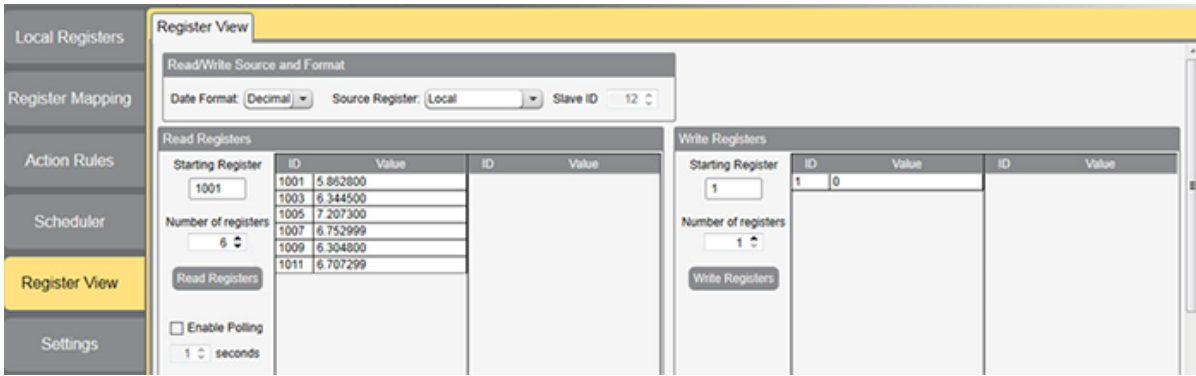 Local Registers
Register Mapping
Action Rules
Scheduler
Register View
Settings
Register View
Read/Write Source and Format
Date Format: Decimal Source Register: Local Slave ID 12
Read Registers
Starting Register
1001
Number of registers
6
Read Registers
Enable Polling
1 seconds
ID Value ID Value
1001 5.862800
1003 6.344500
1005 7.207300
1007 6.752999
1009 6.304800
1011 6.707299
Write Registers
Starting Register
1
Number of registers
1
Write Registers
ID Value ID Value
1 0